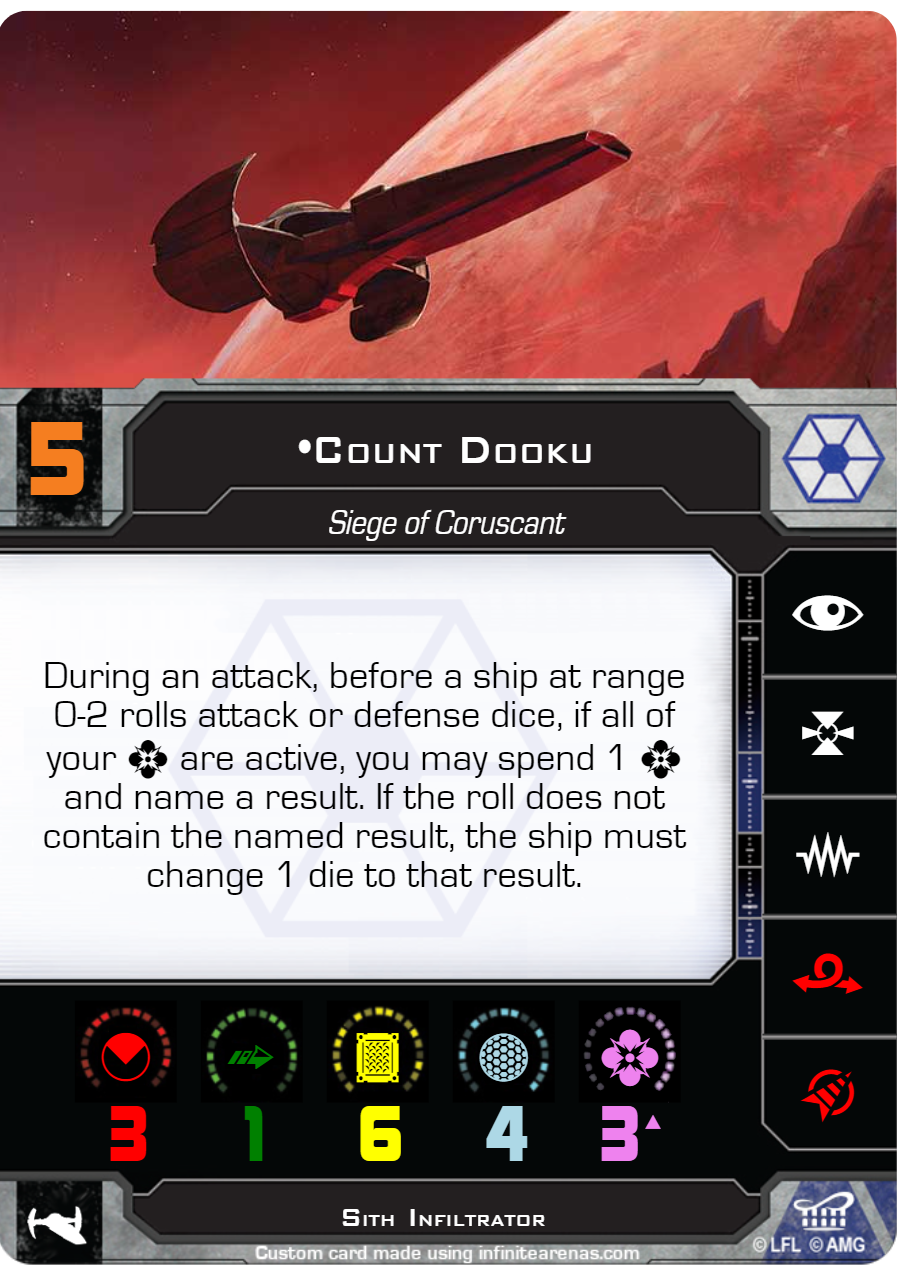 5
•Count Dooku
Siege of Coruscant
During an attack, before a ship at range
0-2 rolls attack or defense dice, if all of
your are active, you may spend 1
and name a result. If the roll does not
contain the named result, the ship must
change 1 die to that result.
3 1 6 4 3
Sith Infiltrator
Custom card made using infinitearenas.com
© LFL © AMG